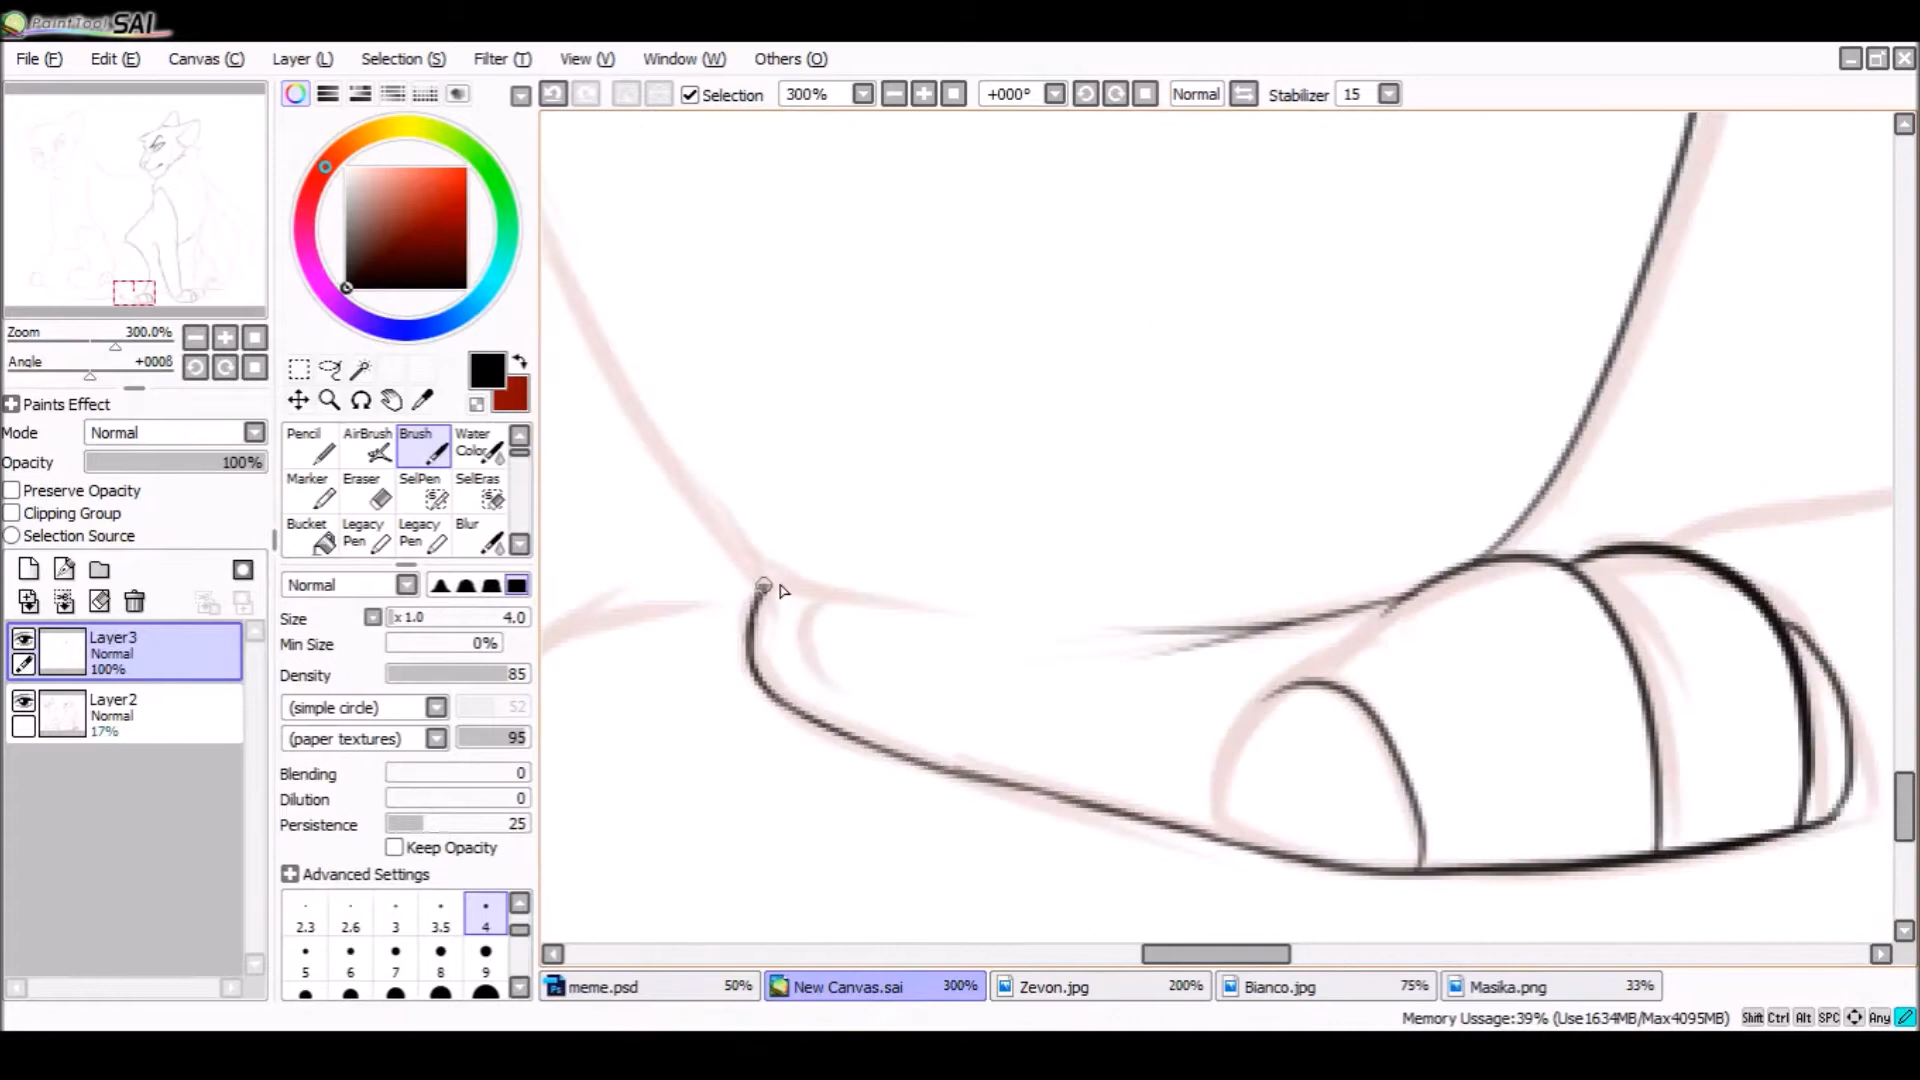 PaintTool SAI
File (F) Edit (E) Canvas (C) Layer (L) Selection (S) Filter (T) View (V) Window (W) Others (O)
Selection 300% +000° Normal Stabilizer 15
Zoom 300.0%
Angle +000ß
Paints Effect
Mode Normal
Opacity 100%
Preserve Opacity
Clipping Group
Selection Source
Layer3
Normal
100%
Layer2
Normal
17%
Pencil AirBrush Brush Water Color
Marker Eraser SelPen SelEras
Bucket Legacy Pen Legacy Pen Blur
Normal
Size x 1.0 4.0
Min Size 0%
Density 85
(simple circle) 52
(paper textures) 95
Blending 0
Dilution 0
Persistence 25
Keep Opacity
Advanced Settings
2.3 2.6 3 3.5 4
5 6 7 8 9
meme.psd 50% New Canvas.sai 300% Zevon.jpg 200% Bianco.jpg 75% Masika.png 33%
Memory Ussage:39% (Use1634MB/Max4095MB) Shift Ctrl Alt SPC Any